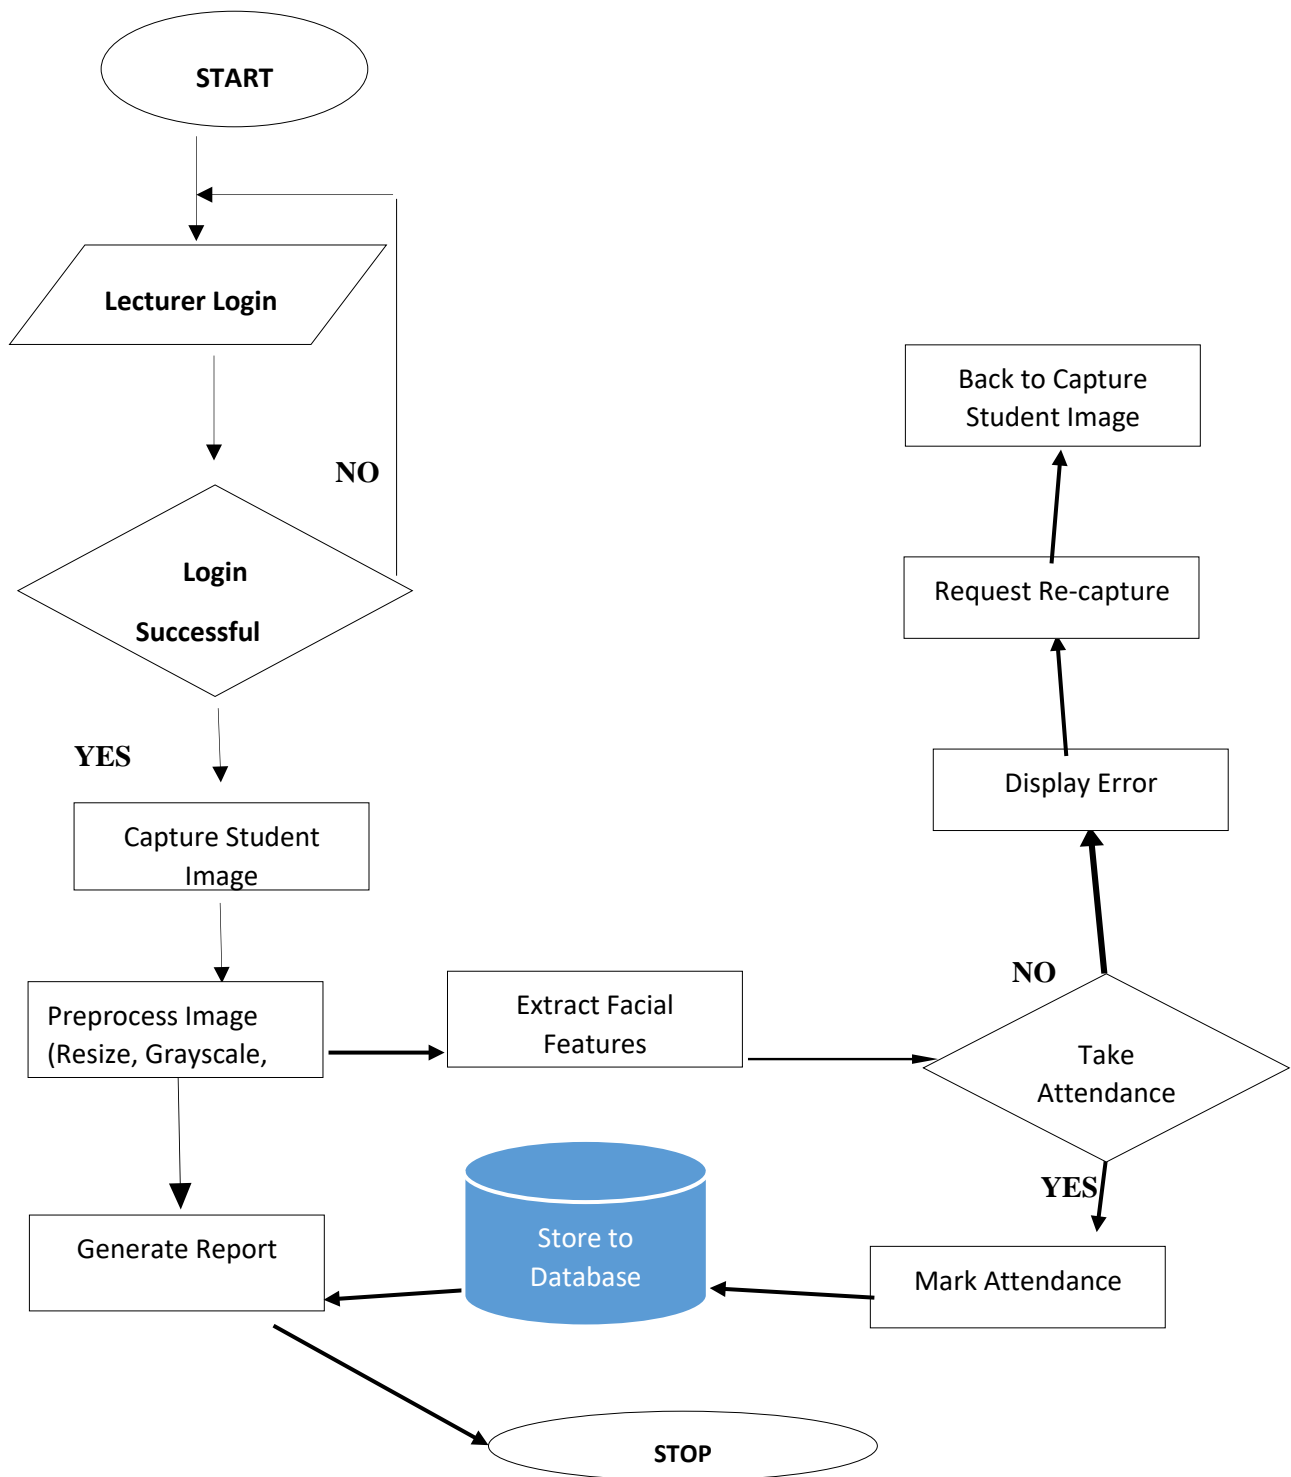 START
Lecturer Login
NO
Login
Successful
YES
Capture Student
Image
Preprocess Image
(Resize, Grayscale,
Extract Facial
Features
Take
Attendance
NO
Display Error
Request Re-capture
Back to Capture
Student Image
YES
Mark Attendance
Store to
Database
Generate Report
STOP